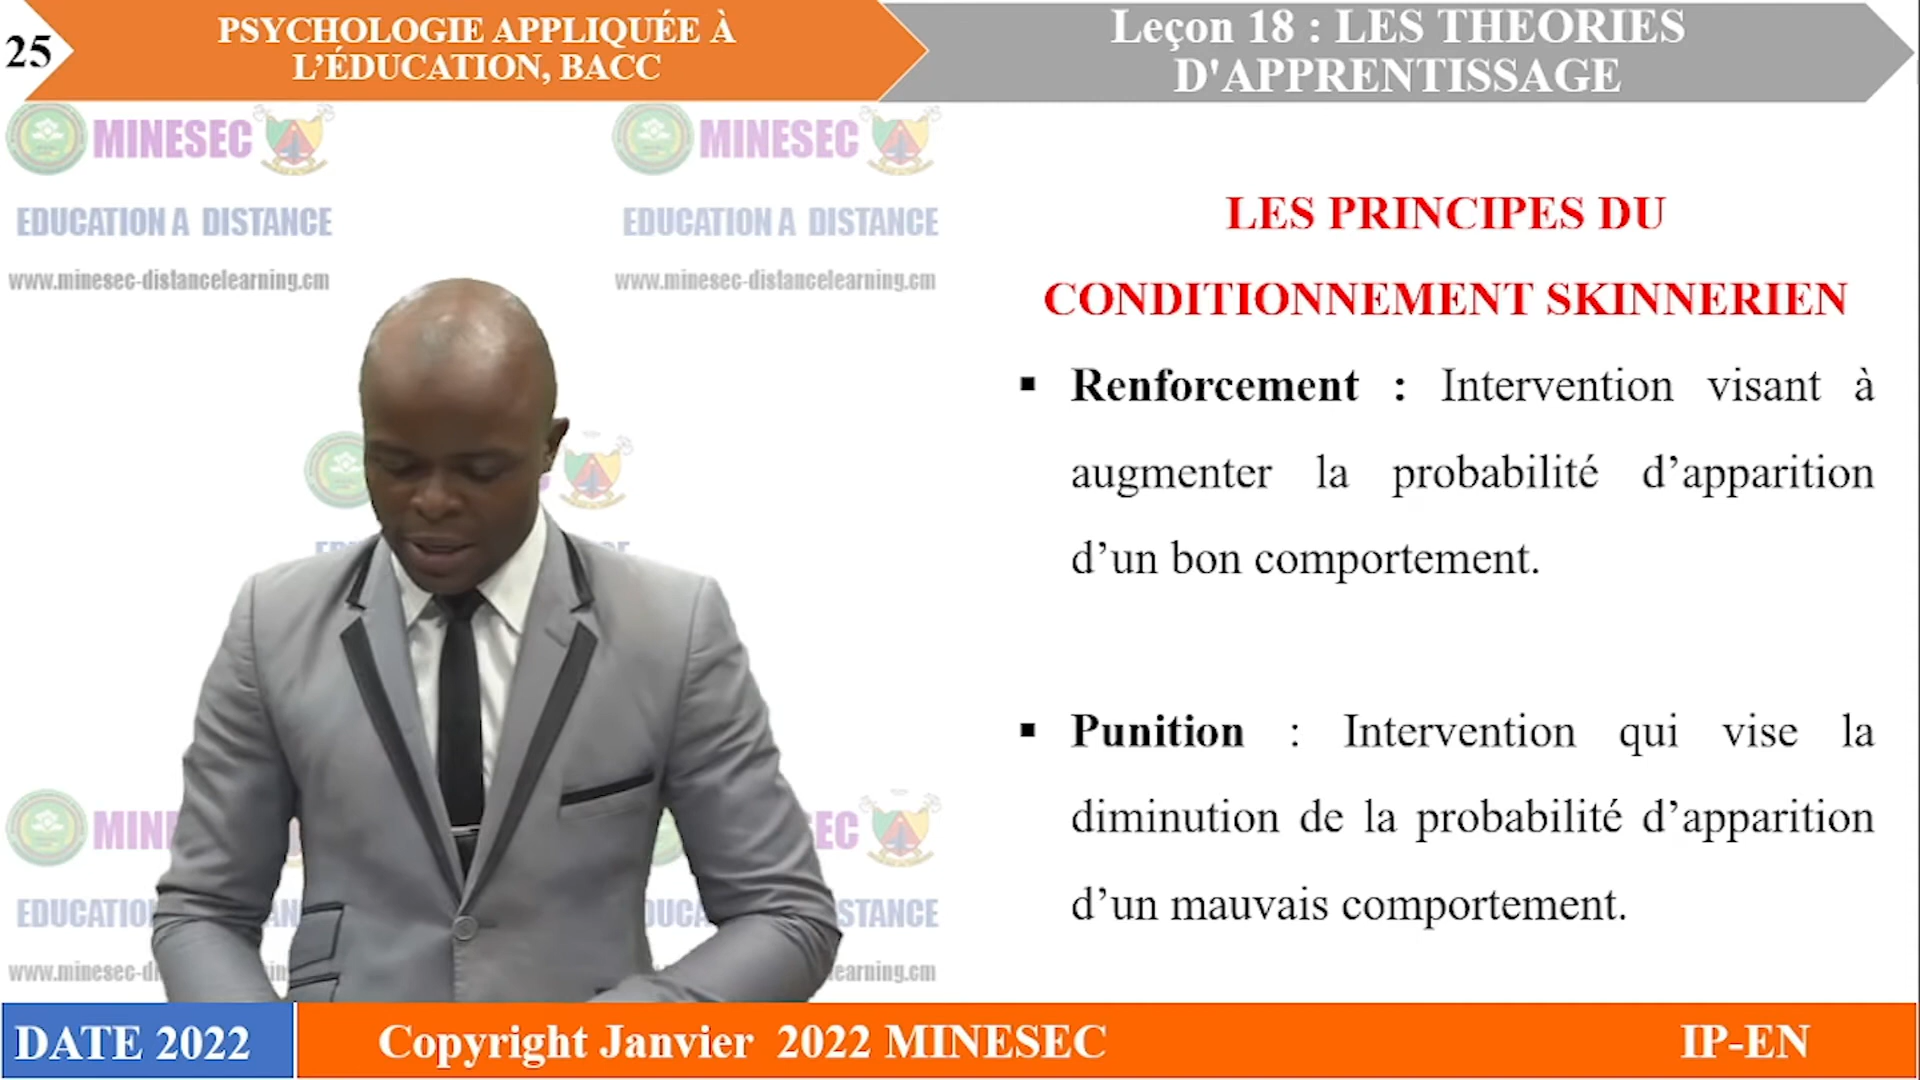 25
PSYCHOLOGIE APPLIQUÉE À
L’ÉDUCATION, BACC
Leçon 18 : LES THEORIES
D'APPRENTISSAGE
MINESEC
EDUCATION A DISTANCE
www.minesec-distancelearning.cm
MINESEC
EDUCATION A DISTANCE
www.minesec-distancelearning.cm
LES PRINCIPES DU
CONDITIONNEMENT SKINNERIEN
▪ Renforcement : Intervention visant à
augmenter la probabilité d’apparition
d’un bon comportement.
▪ Punition : Intervention qui vise la
diminution de la probabilité d’apparition
d’un mauvais comportement.
DATE 2022
Copyright Janvier 2022 MINESEC
IP-EN